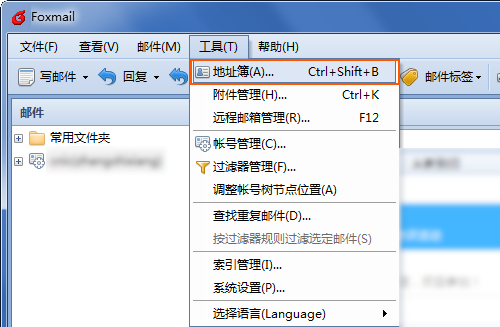 Foxmail
文件(F) 查看(V) 邮件(M) 工具(T) 帮助(H)
写邮件 回复 邮件标签
地址簿(A)... Ctrl+Shift+B
附件管理(H)... Ctrl+K
远程邮箱管理(R)... F12
帐号管理(C)...
过滤器管理(F)...
调整帐号树节点位置(A)
查找重复邮件(D)...
按过滤器规则过滤选定邮件(S)
索引管理(I)...
系统设置(P)...
选择语言(Language)
邮件
常用文件夹